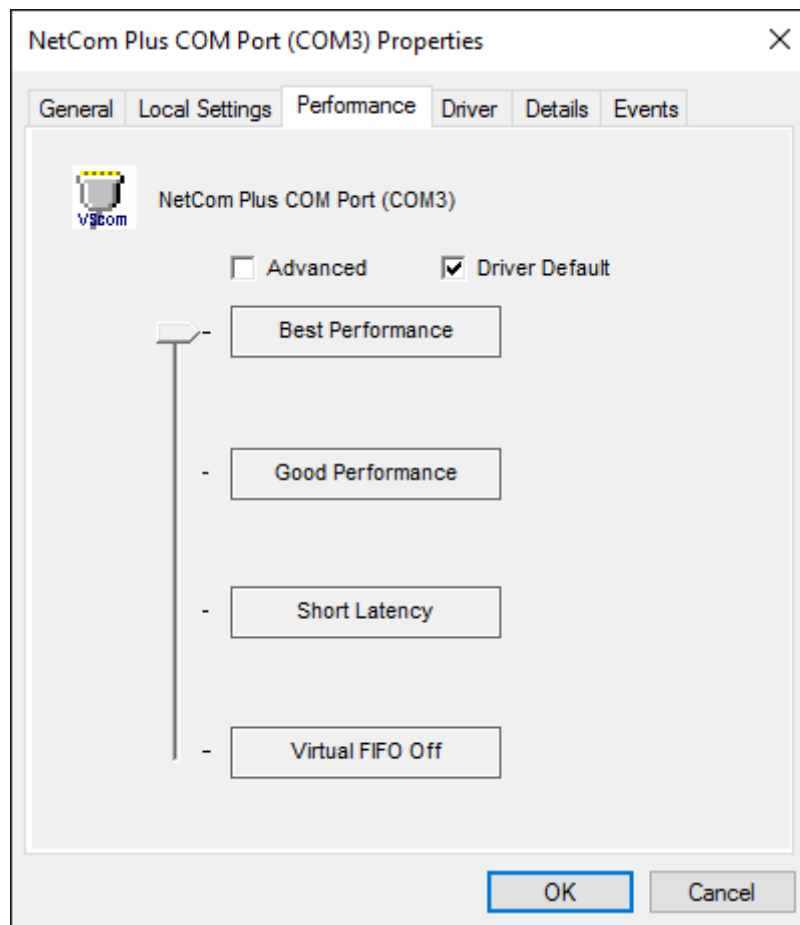 NetCom Plus COM Port (COM3) Properties
General Local Settings Performance Driver Details Events
VScom
NetCom Plus COM Port (COM3)
Advanced Driver Default
Best Performance
Good Performance
Short Latency
Virtual FIFO Off
OK Cancel